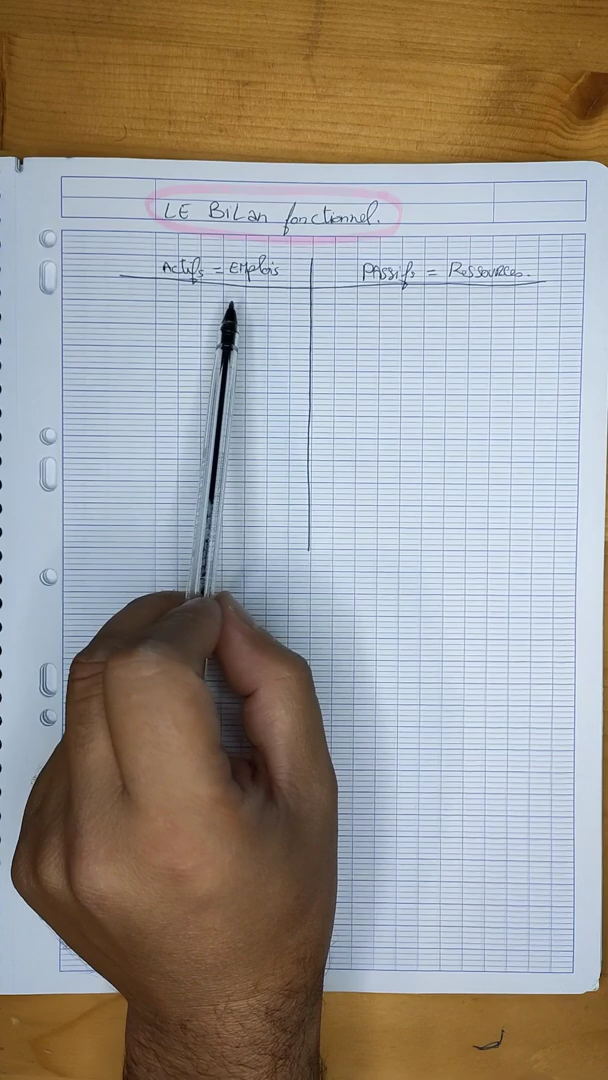 LE BiLan fonctionnel.
Actifs = Emplois
PAssifs = Ressources.